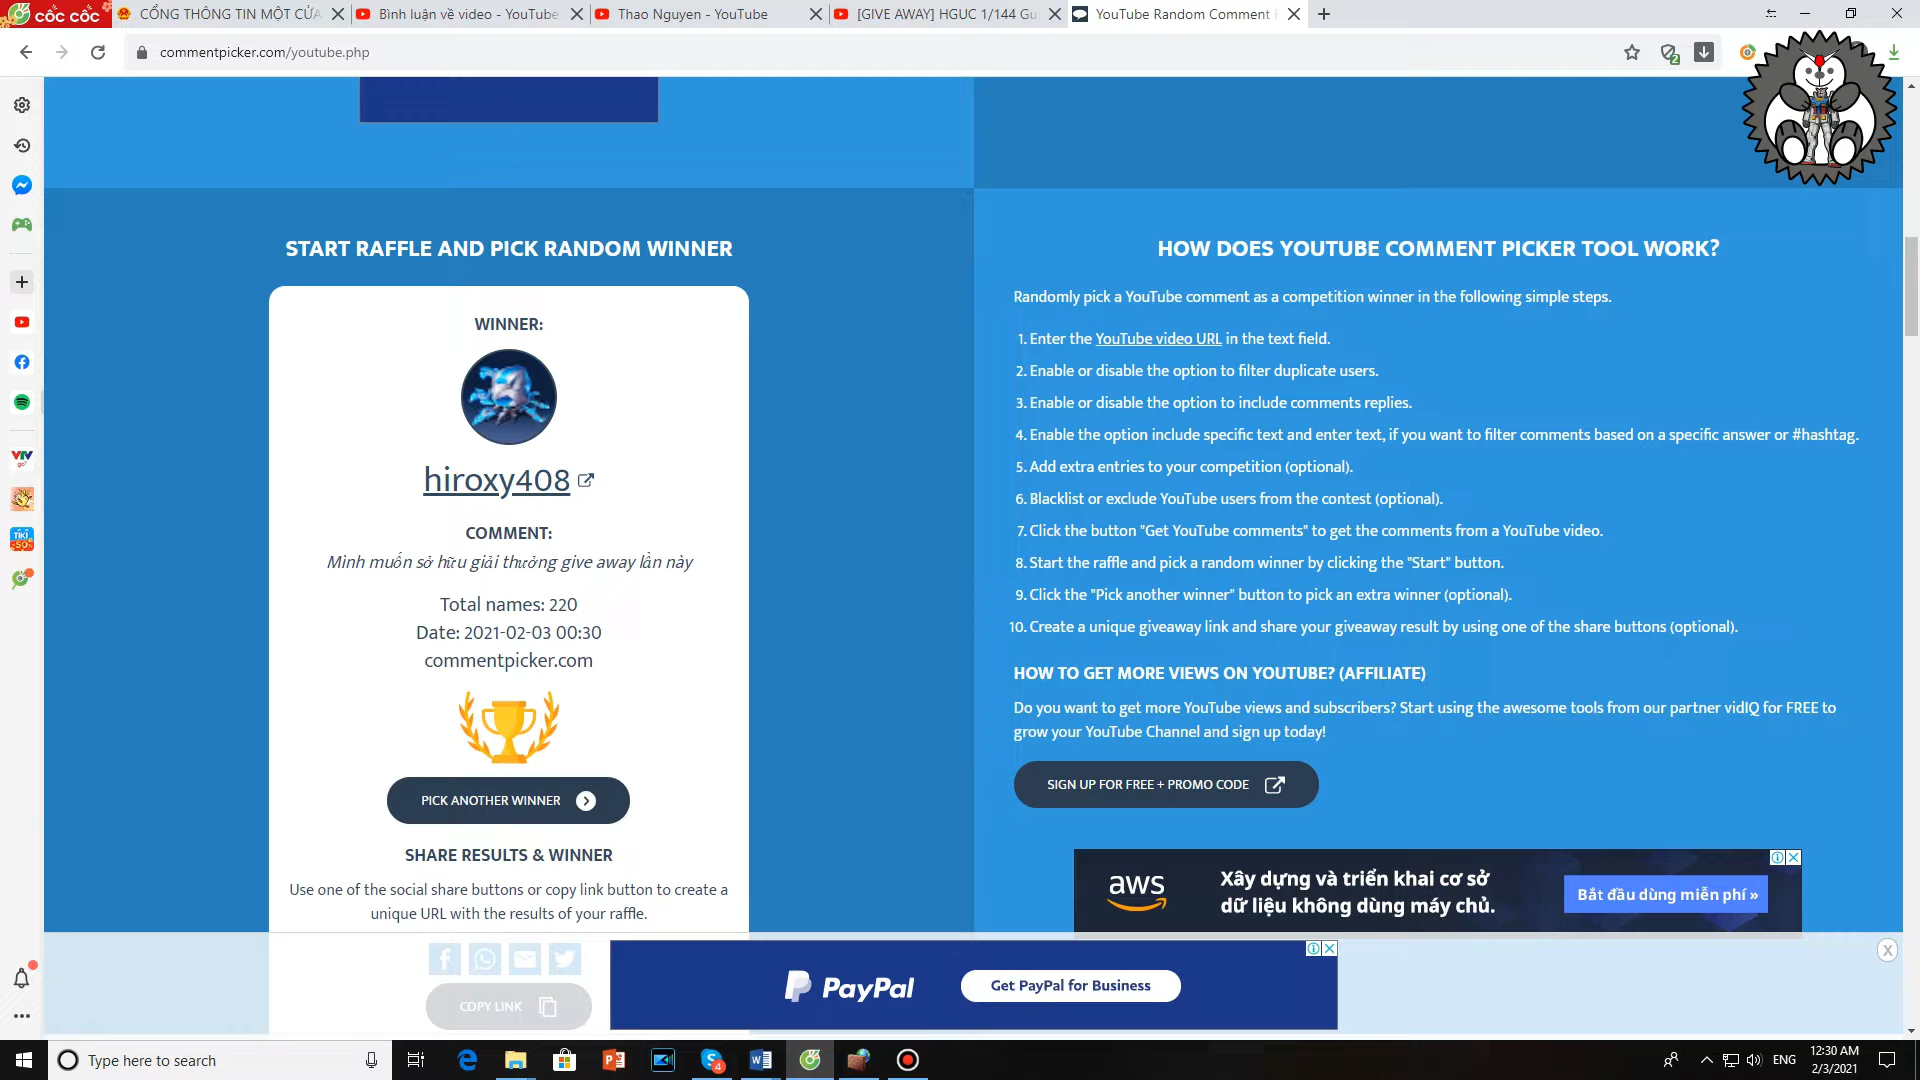 cốc cốc
CỔNG THÔNG TIN MỘT CỬA
Bình luận về video - YouTube
Thao Nguyen - YouTube
[GIVE AWAY] HGUC 1/144 Gu
YouTube Random Comment
commentpicker.com/youtube.php
2
START RAFFLE AND PICK RANDOM WINNER
WINNER:
hiroxy408
COMMENT:
Mình muốn sở hữu giải thưởng give away lần này
Total names: 220
Date: 2021-02-03 00:30
commentpicker.com
PICK ANOTHER WINNER
SHARE RESULTS & WINNER
Use one of the social share buttons or copy link button to create a
unique URL with the results of your raffle.
COPY LINK
HOW DOES YOUTUBE COMMENT PICKER TOOL WORK?
Randomly pick a YouTube comment as a competition winner in the following simple steps.
1. Enter the YouTube video URL in the text field.
2. Enable or disable the option to filter duplicate users.
3. Enable or disable the option to include comments replies.
4. Enable the option include specific text and enter text, if you want to filter comments based on a specific answer or #hashtag.
5. Add extra entries to your competition (optional).
6. Blacklist or exclude YouTube users from the contest (optional).
7. Click the button "Get YouTube comments" to get the comments from a YouTube video.
8. Start the raffle and pick a random winner by clicking the "Start" button.
9. Click the "Pick another winner" button to pick an extra winner (optional).
10. Create a unique giveaway link and share your giveaway result by using one of the share buttons (optional).
HOW TO GET MORE VIEWS ON YOUTUBE? (AFFILIATE)
Do you want to get more YouTube views and subscribers? Start using the awesome tools from our partner vidIQ for FREE to
grow your YouTube Channel and sign up today!
SIGN UP FOR FREE + PROMO CODE
aws
Xây dựng và triển khai cơ sở
dữ liệu không dùng máy chủ.
Bắt đầu dùng miễn phí »
PayPal
Get PayPal for Business
X
VTV
go
TIKI
-50%
Type here to search
4
ENG
12:30 AM
2/3/2021